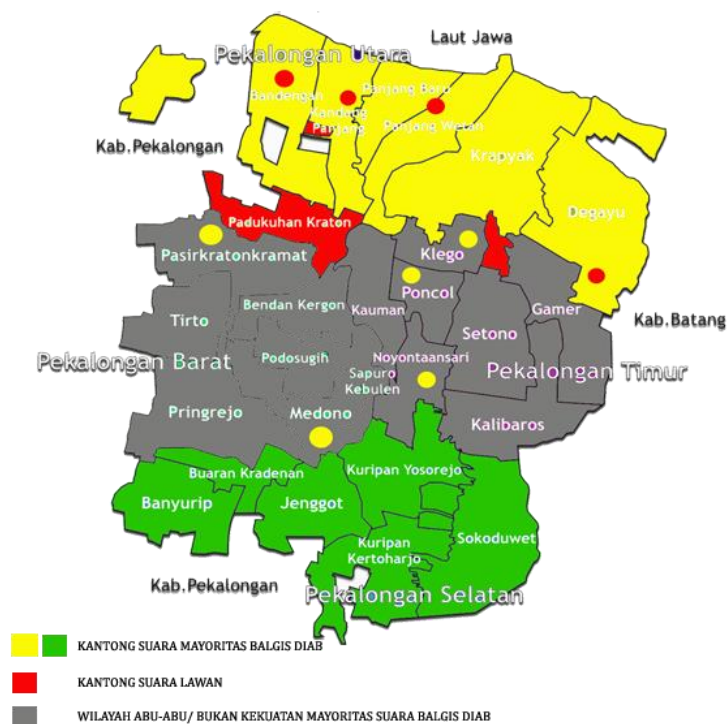 Laut Jawa
Pekalongan Utara
Bandengan
Kandang
Panjang
Panjang Baru
Panjang Wetan
Krapyak
Kab.Pekalongan
Degayu
Padukuhan Kraton
Pasirkratonkramat
Klego
Poncol
Gamer
Kab.Batang
Bendan Kergon
Kauman
Tirto
Setono
Pekalongan Barat
Podosugih
Noyontaansari
Sapuro
Kebulen
Pekalongan Timur
Pringrejo
Medono
Kalibaros
Buaran Kradenan
Kuripan Yosorejo
Banyurip
Jenggot
Kuripan
Kertoharjo
Sokoduwet
Kab.Pekalongan
Pekalongan Selatan
KANTONG SUARA MAYORITAS BALGIS DIAB
KANTONG SUARA LAWAN
WILAYAH ABU-ABU/ BUKAN KEKUATAN MAYORITAS SUARA BALGIS DIAB